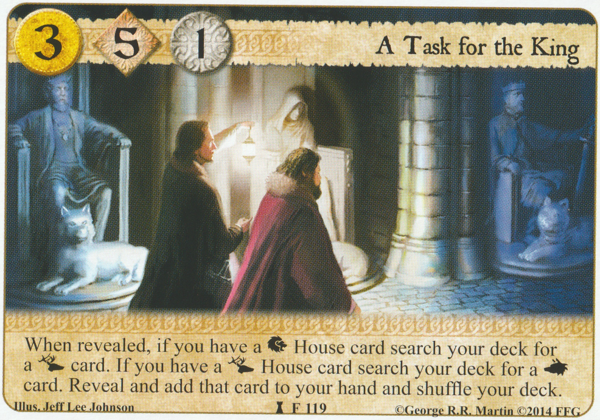 3 5 1
A Task for the King
When revealed, if you have a House card search your deck for
a card. If you have a House card search your deck for a
card. Reveal and add that card to your hand and shuffle your deck.
Illus. Jeff Lee Johnson F 119 ©George R.R. Martin ©2014 FFG